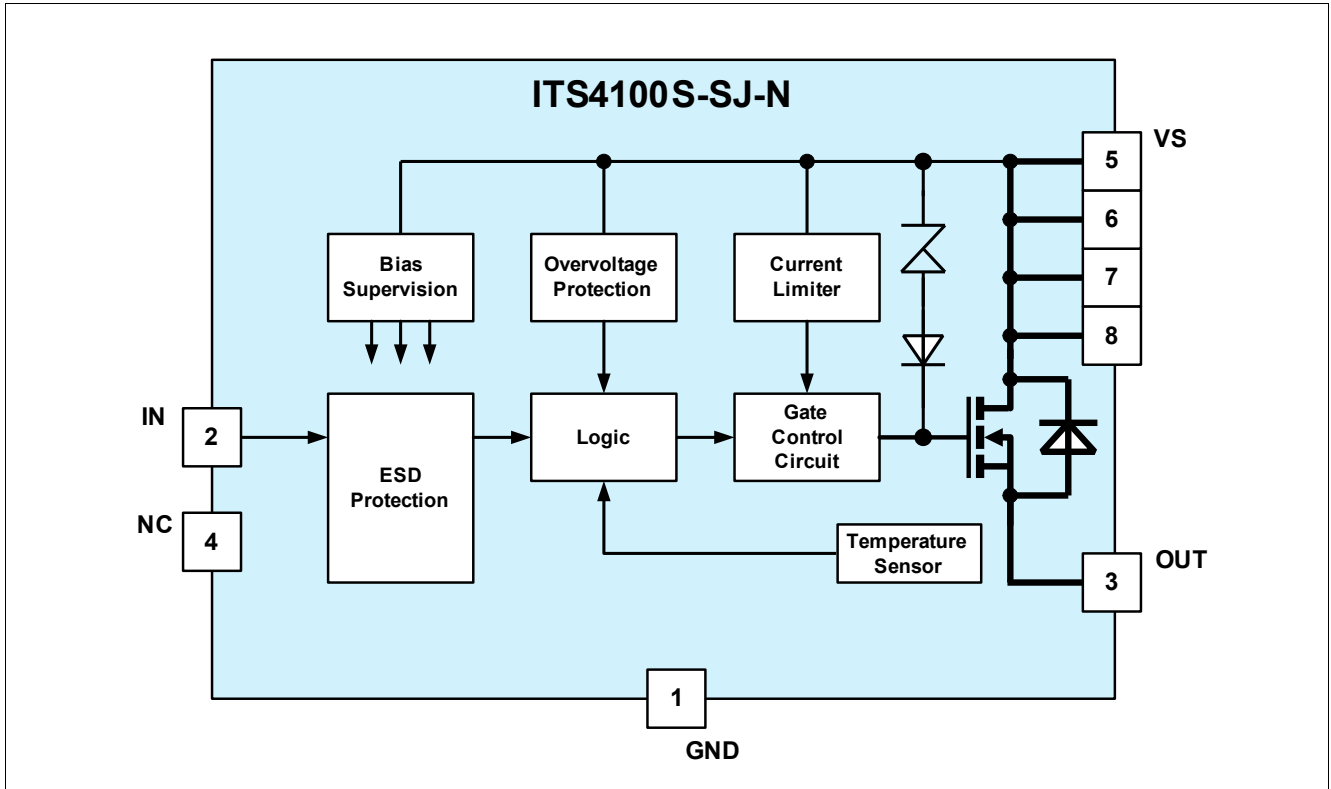 ITS4100S-SJ-N
VS
5
6
7
8
Bias
Supervision
Overvoltage
Protection
Current
Limiter
IN
2
ESD
Protection
Logic
Gate
Control
Circuit
NC
4
Temperature
Sensor
OUT
3
1
GND